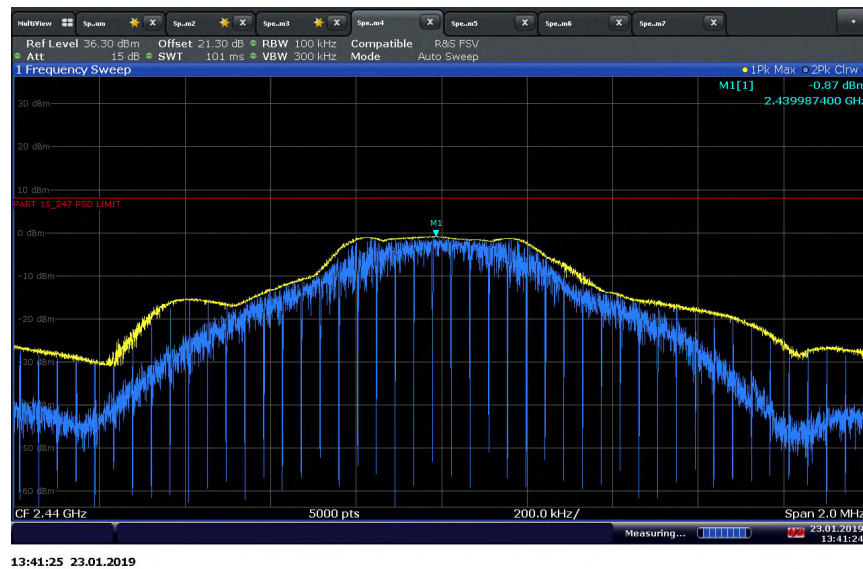 MultiView Sp..um X Sp..m2 X Spe..m3 X Spe..m4 X Spe..m5 X Spe..m6 X Spe..m7 X
Ref Level 36.30 dBm Offset 21.30 dB RBW 100 kHz Compatible R&S FSV
Att 15 dB SWT 101 ms VBW 300 kHz Mode Auto Sweep
1 Frequency Sweep 1Pk Max 2Pk Clrw
M1[1] -0.87 dBm
2.439987400 GHz
30 dBm
20 dBm
10 dBm
PART 15_247 PSD LIMIT
M1
0 dBm
-10 dBm
-20 dBm
-30 dBm
-50 dBm
-60 dBm
CF 2.44 GHz 5000 pts 200.0 kHz/ Span 2.0 MHz
Measuring... 23.01.2019
13:41:24
13:41:25 23.01.2019